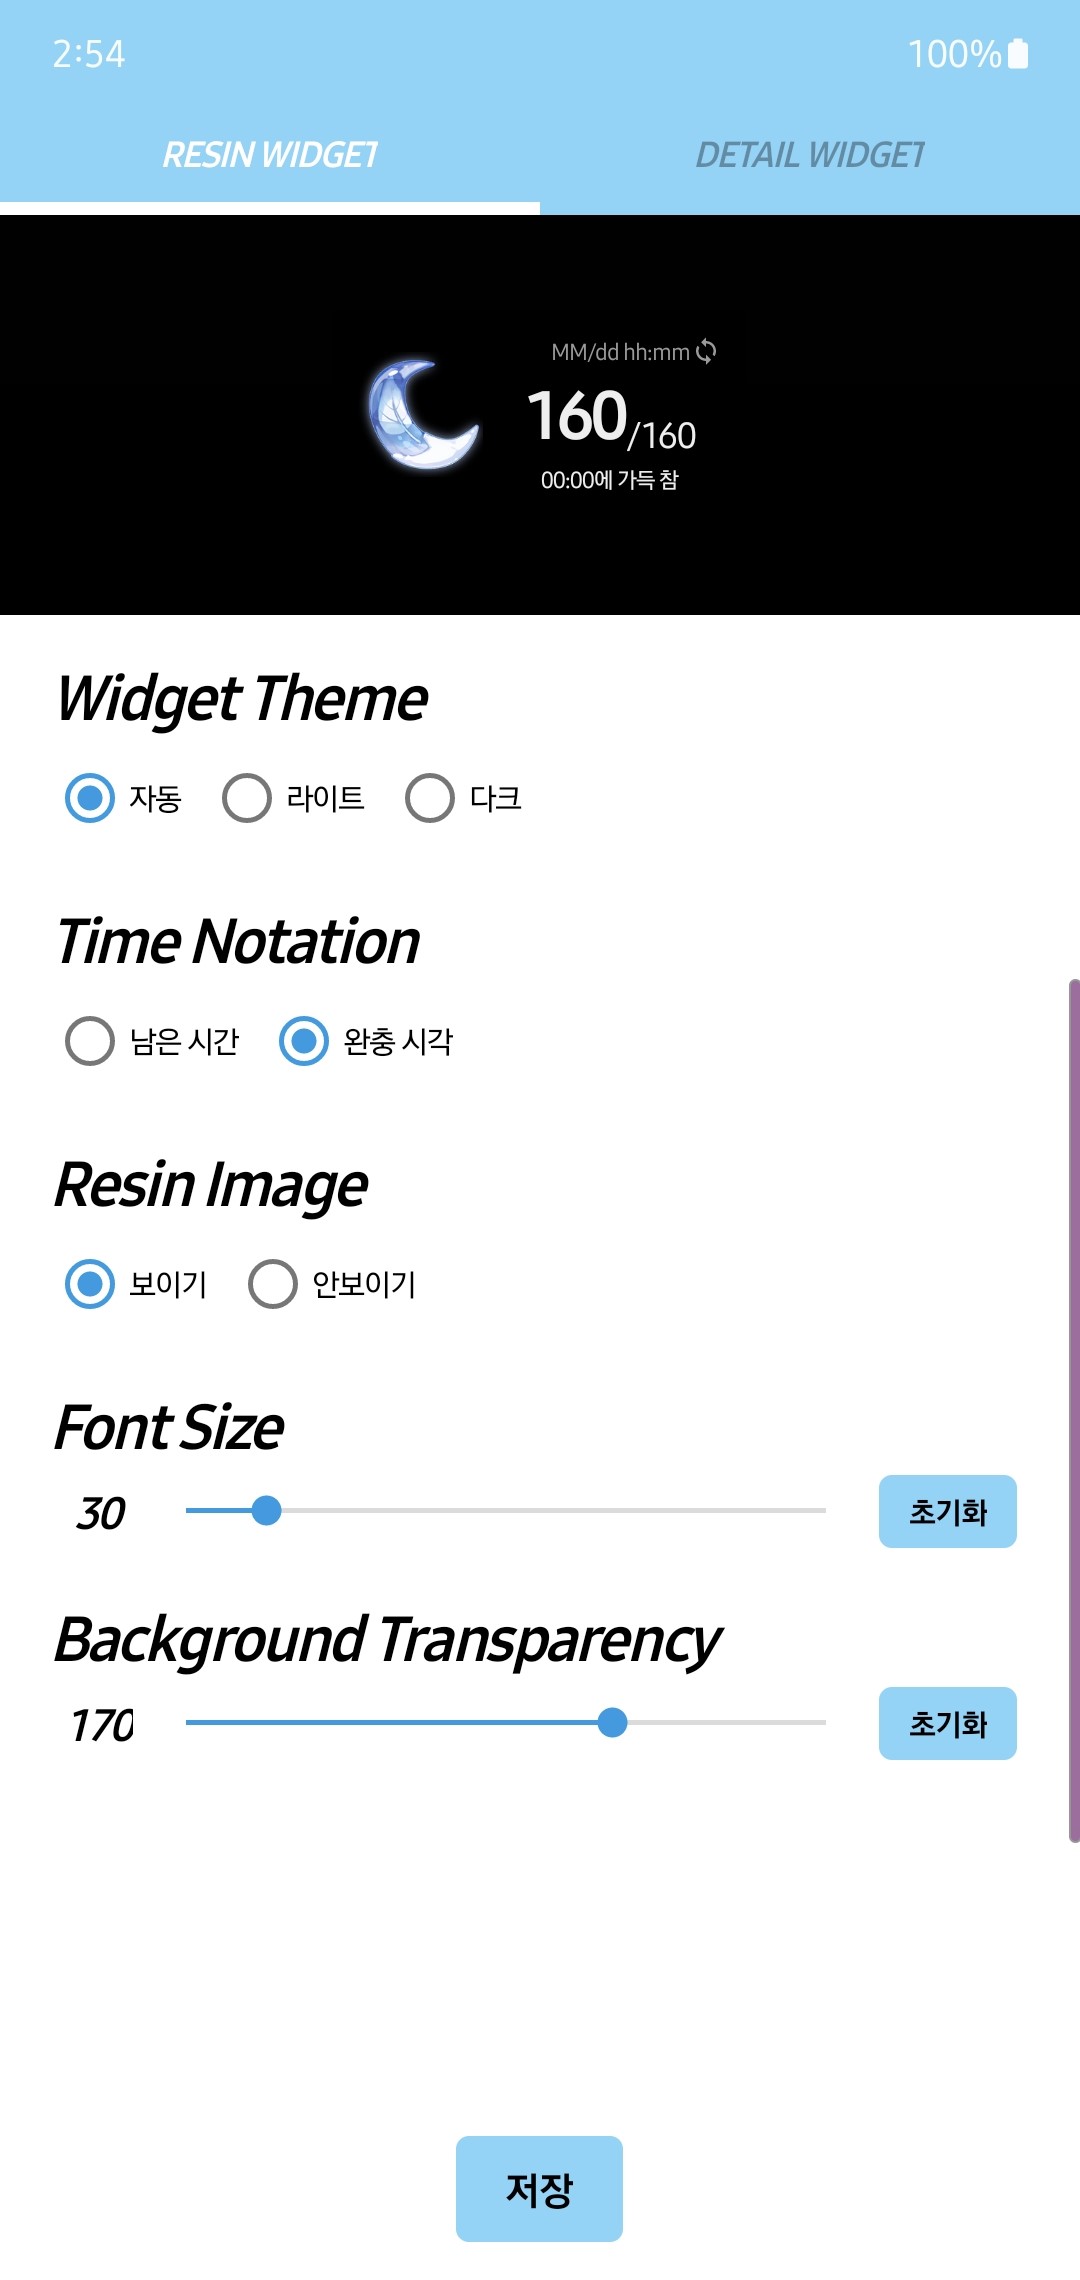 2:54 100%
RESIN WIDGET DETAIL WIDGET
MM/dd hh:mm
160/160
00:00에 가득 참
Widget Theme
자동 라이트 다크
Time Notation
남은 시간 완충 시각
Resin Image
보이기 안보이기
Font Size
30 초기화
Background Transparency
170 초기화
저장